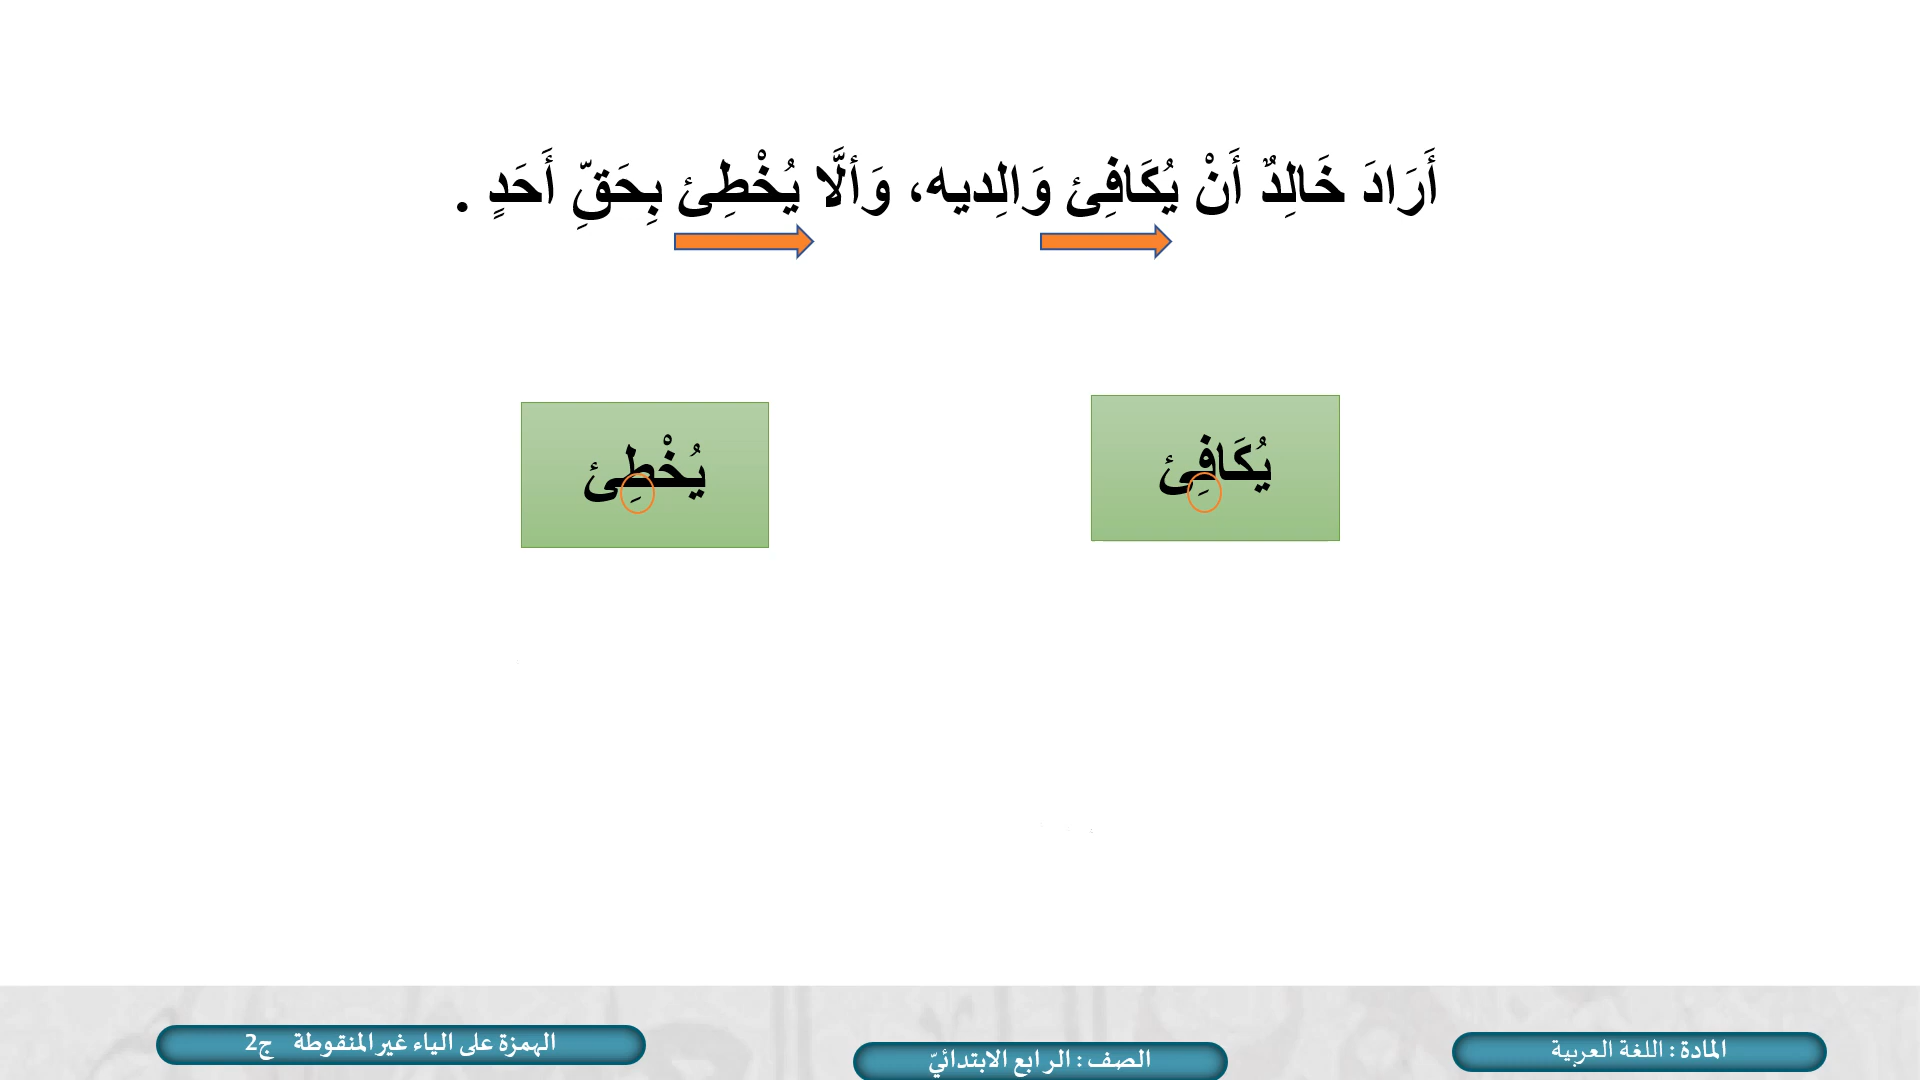 أَرَادَ خَالِدٌ أَنْ يُكَافِئ وَالِديه، وَألَّا يُخْطِئ بِحَقِّ أَحَدٍ .
يُكَافِئ
يُخْطِئ
المادة : اللغة العربية
الصف : الرابع الابتدائيّ
الهمزة على الياء غير المنقوطة ج2